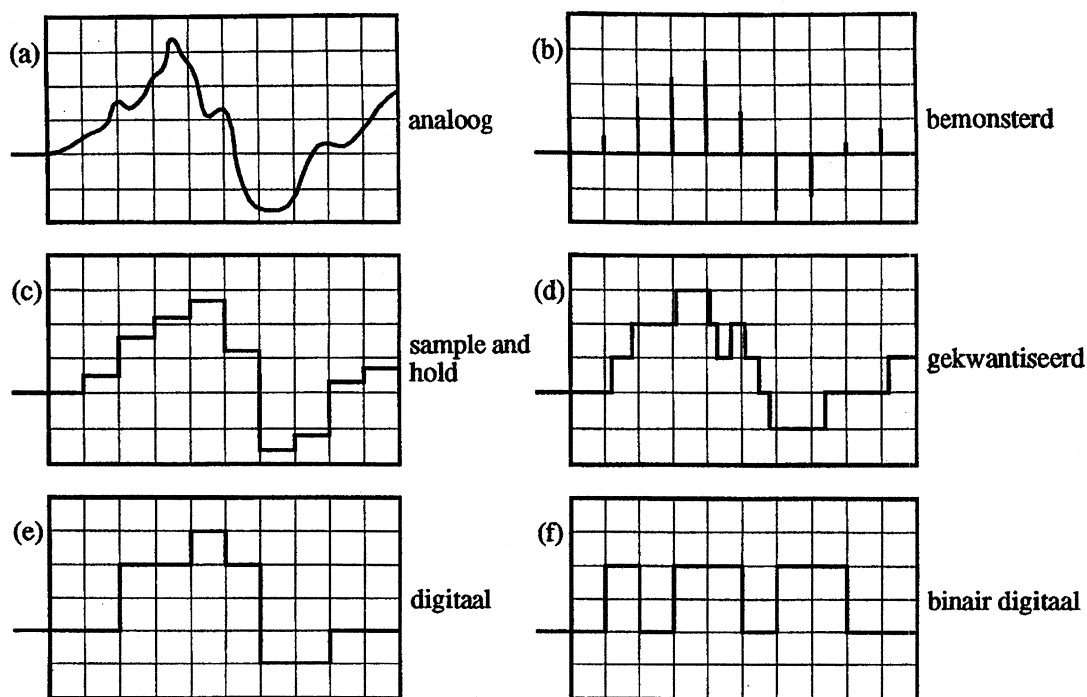 (a)
analoog
(b)
bemonsterd
(c)
sample and
hold
(d)
gekwantiseerd
(e)
digitaal
(f)
binair digitaal